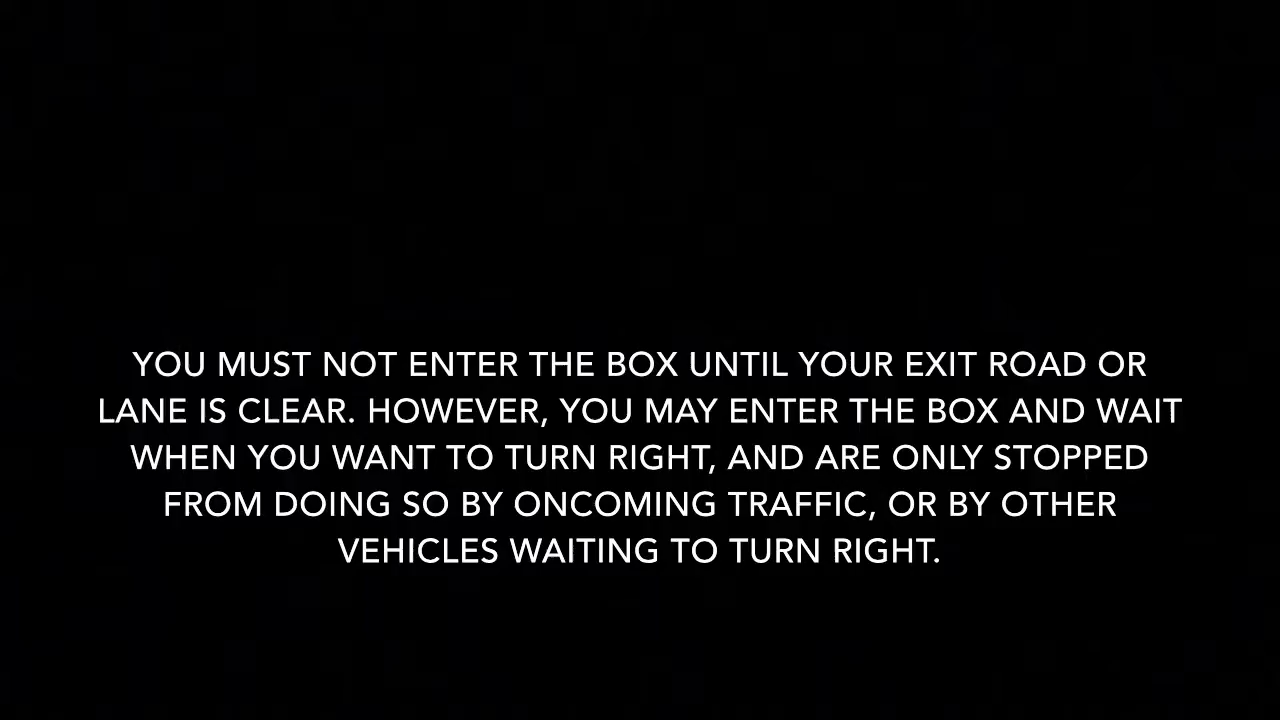 YOU MUST NOT ENTER THE BOX UNTIL YOUR EXIT ROAD OR
LANE IS CLEAR. HOWEVER, YOU MAY ENTER THE BOX AND WAIT
WHEN YOU WANT TO TURN RIGHT, AND ARE ONLY STOPPED
FROM DOING SO BY ONCOMING TRAFFIC, OR BY OTHER
VEHICLES WAITING TO TURN RIGHT.